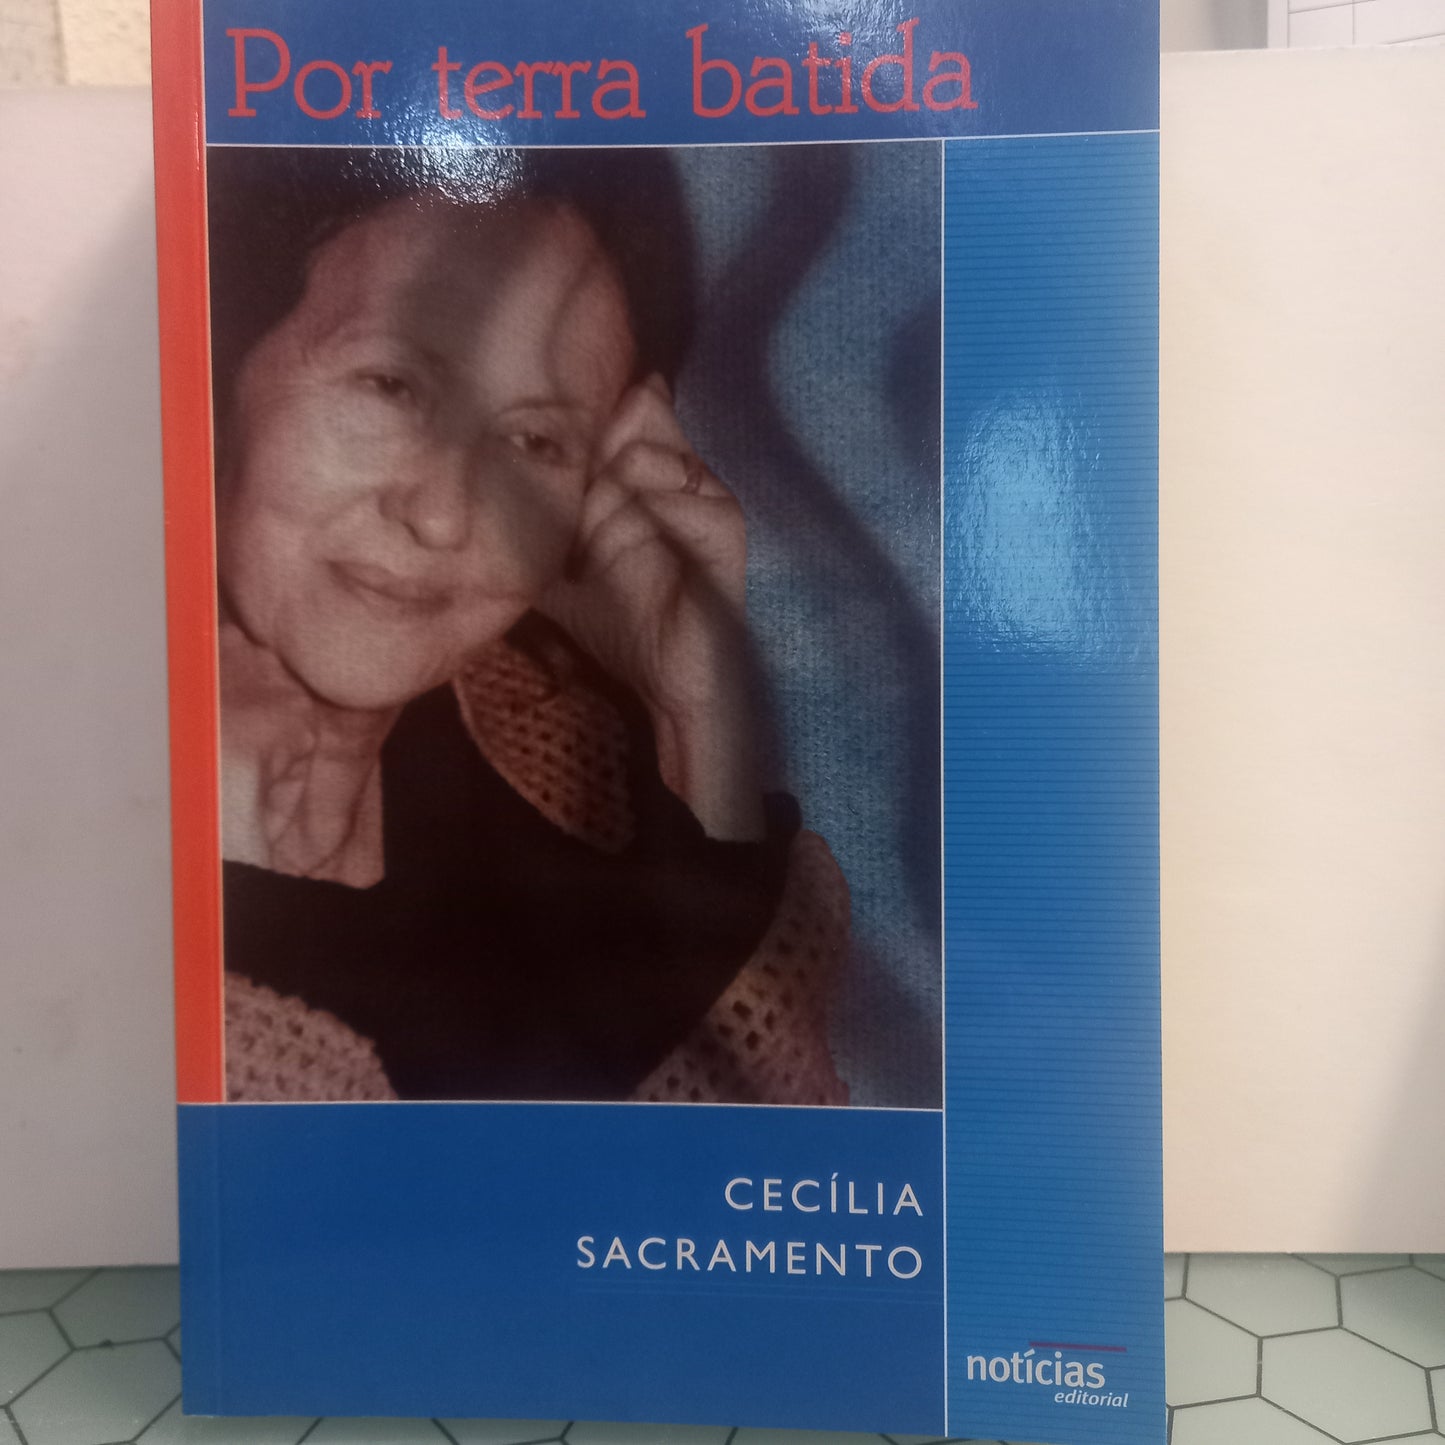 Por terra batida
CECÍLIA
SACRAMENTO
notícias
editorial